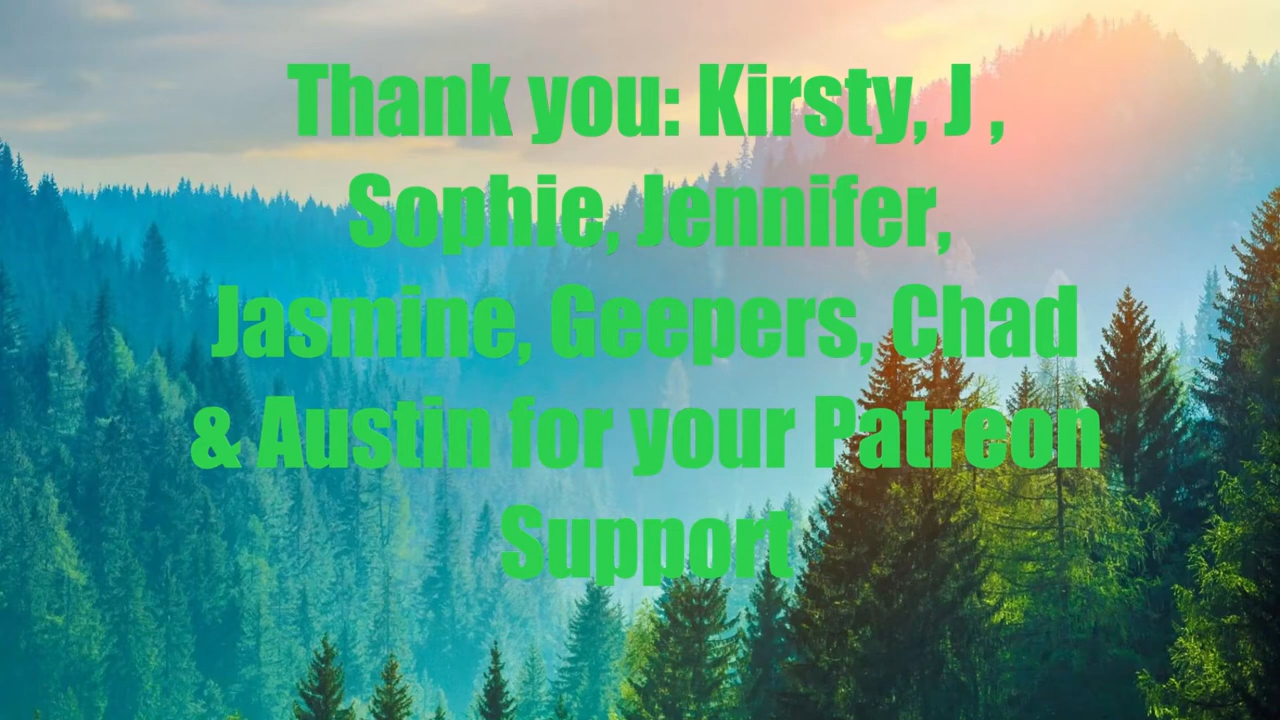 Thank you: Kirsty, J ,
Sophie, Jennifer,
Jasmine, Geepers, Chad
& Austin for your Patreon
Support